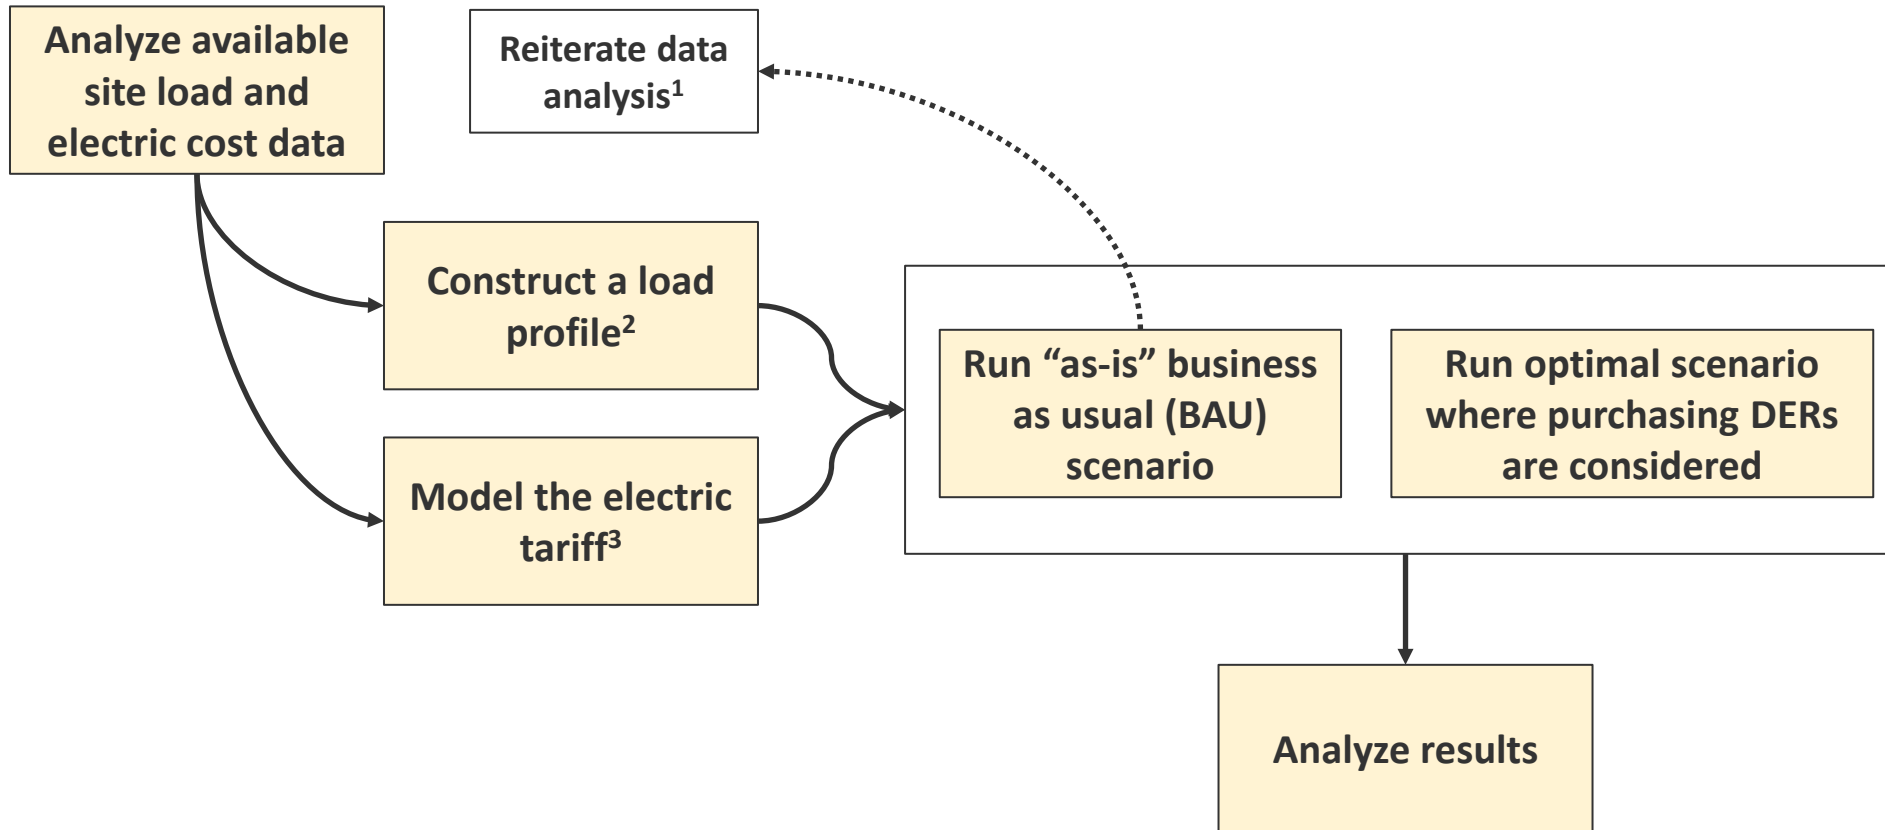 Analyze available
site load and
electric cost data
Reiterate data
analysis¹
Construct a load
profile²
Model the electric
tariff³
Run “as-is” business
as usual (BAU)
scenario
Run optimal scenario
where purchasing DERs
are considered
Analyze results